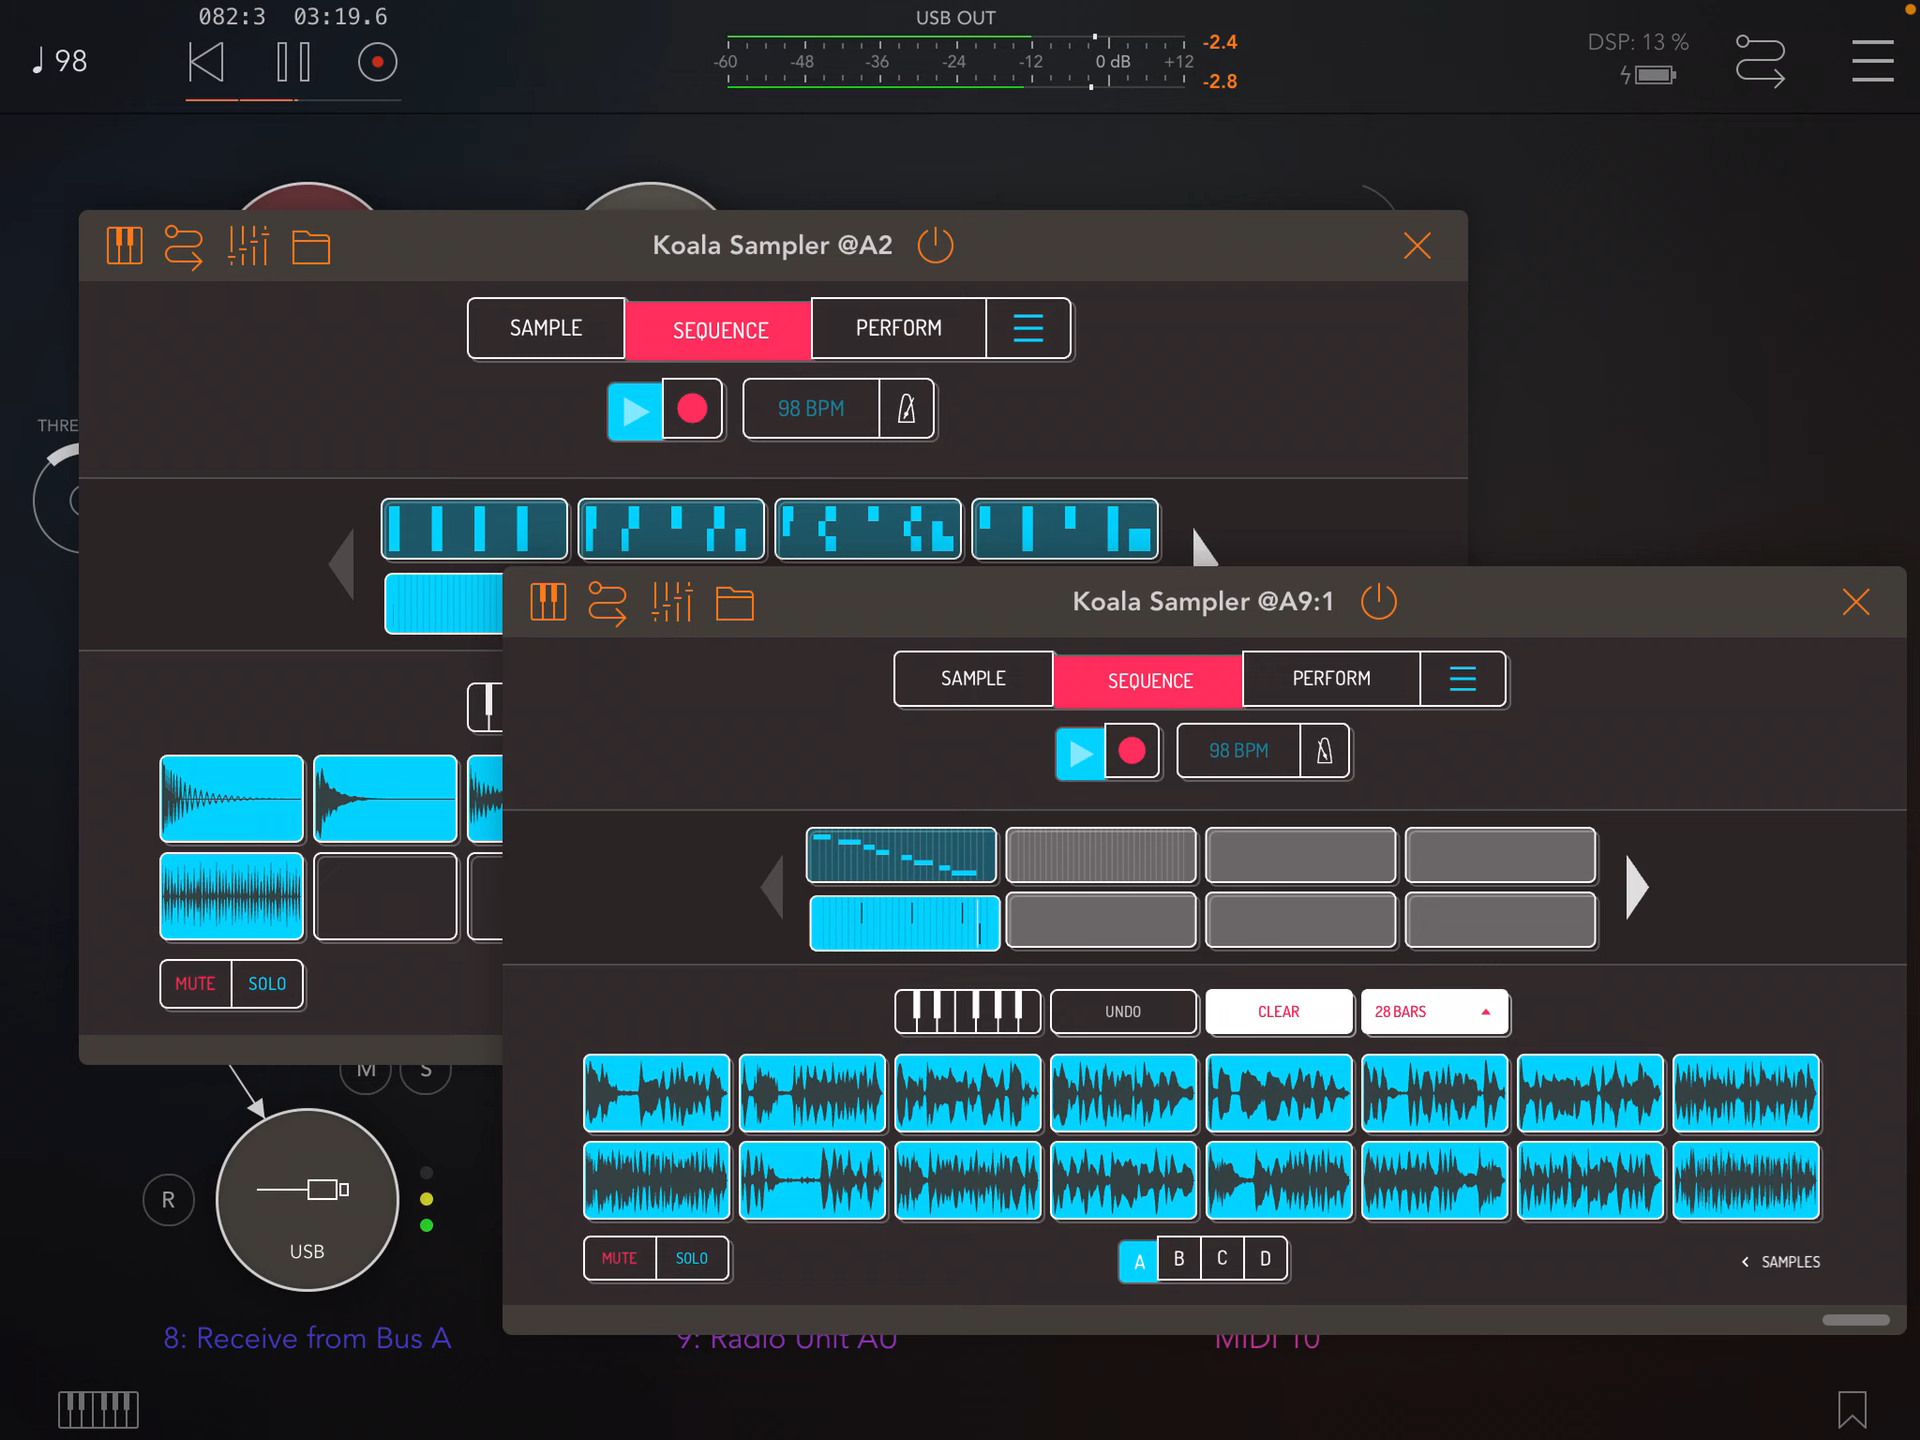 082:3 03:19.6
98
USB OUT
-60 -48 -36 -24 -12 0 dB +12
-2.4
-2.8
DSP: 13 %
THRE
Koala Sampler @A2
SAMPLE SEQUENCE PERFORM
98 BPM
MUTE SOLO
Koala Sampler @A9:1
SAMPLE SEQUENCE PERFORM
98 BPM
UNDO CLEAR 28 BARS
MUTE SOLO
A B C D
< SAMPLES
M S
R
USB
8: Receive from Bus A
9: Radio Unit AU
MIDI 10